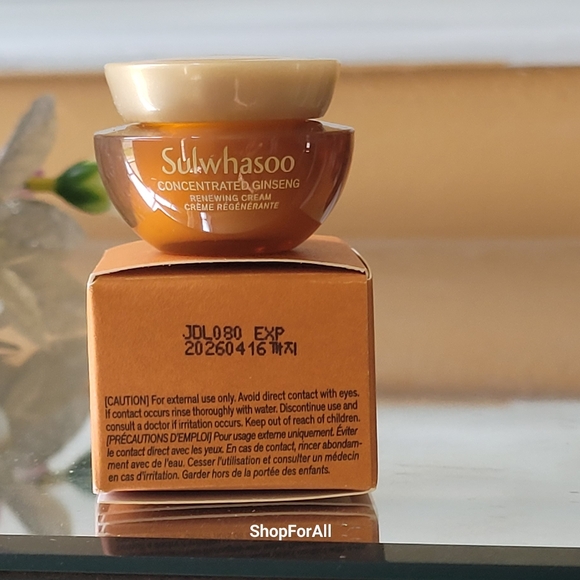 Sulwhasoo
CONCENTRATED GINSENG
RENEWING CREAM
CRÈME RÉGÉNÉRANTE
JDL080 EXP
20260416까지
[CAUTION] For external use only. Avoid direct contact with eyes.
If contact occurs rinse thoroughly with water. Discontinue use and
consult a doctor if irritation occurs. Keep out of reach of children.
[PRÉCAUTIONS D'EMPLOI] Pour usage externe uniquement. Éviter
le contact direct avec les yeux. En cas de contact, rincer abondam-
ment avec de l'eau. Cesser l'utilisation et consulter un médecin
en cas d'irritation. Garder hors de la portée des enfants.
ShopForAll